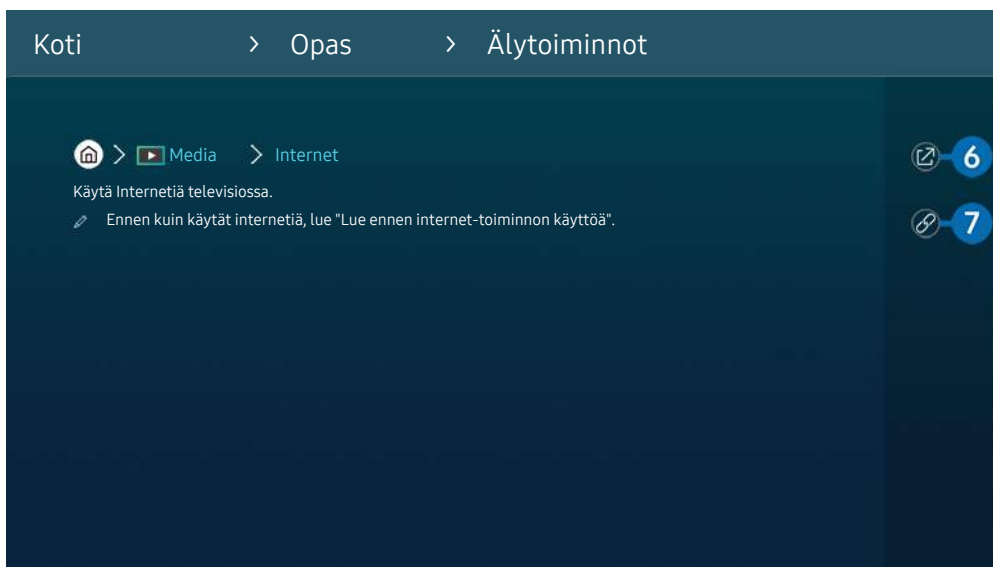 Koti > Opas > Älytoiminnot
> Media > Internet
6
Käytä Internetiä televisiossa.
Ennen kuin käytät internetiä, lue "Lue ennen internet-toiminnon käyttöä".
7